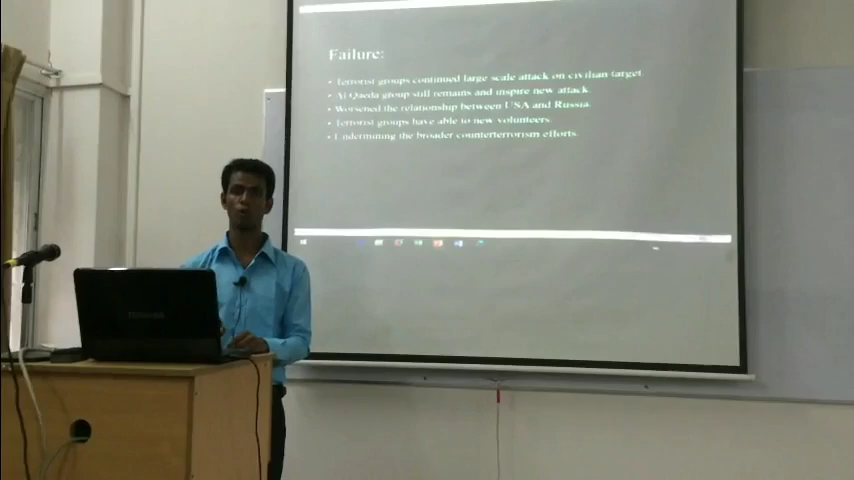 Failure:
• Terrorist groups continued large scale attack on civilian target.
• Al Qaeda group still remains and inspire new attack.
• Worsened the relationship between USA and Russia.
• Terrorist groups have able to new volunteers.
• Undermining the broader counterterrorism efforts.
TOSHIBA